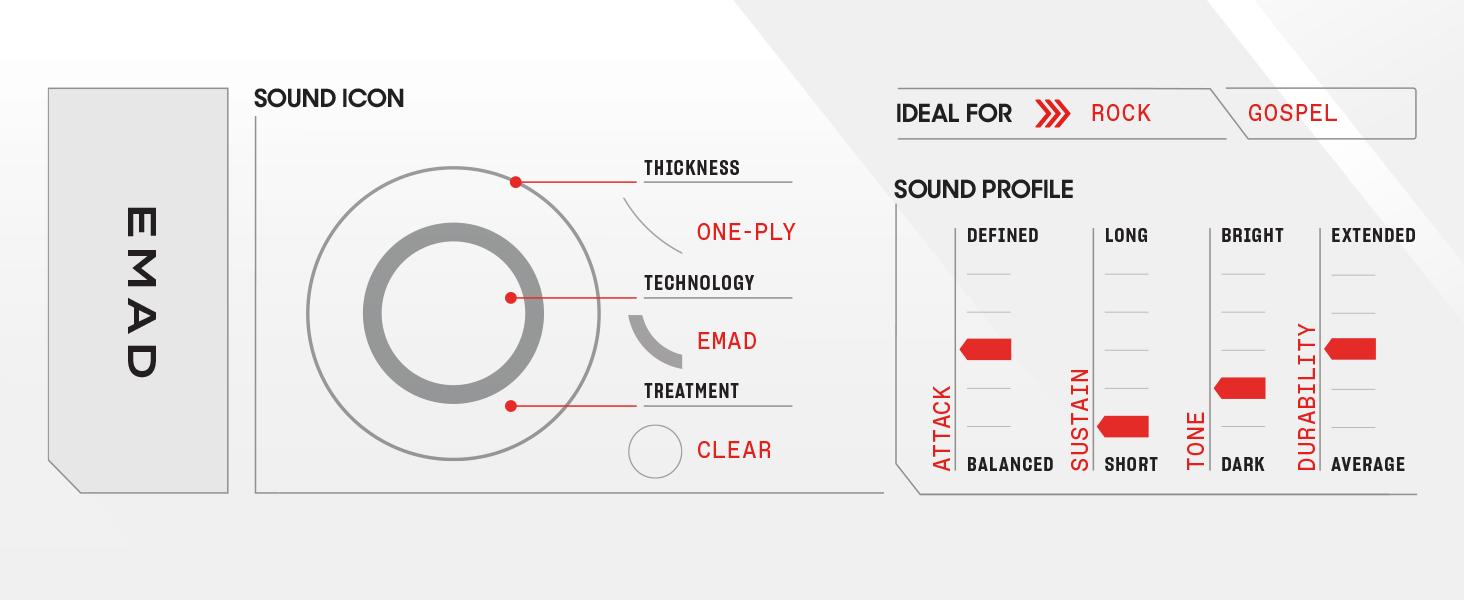 EMAD
SOUND ICON
THICKNESS
ONE-PLY
TECHNOLOGY
EMAD
TREATMENT
CLEAR
IDEAL FOR ROCK GOSPEL
SOUND PROFILE
ATTACK
DEFINED
BALANCED
SUSTAIN
LONG
SHORT
TONE
BRIGHT
DARK
DURABILITY
EXTENDED
AVERAGE